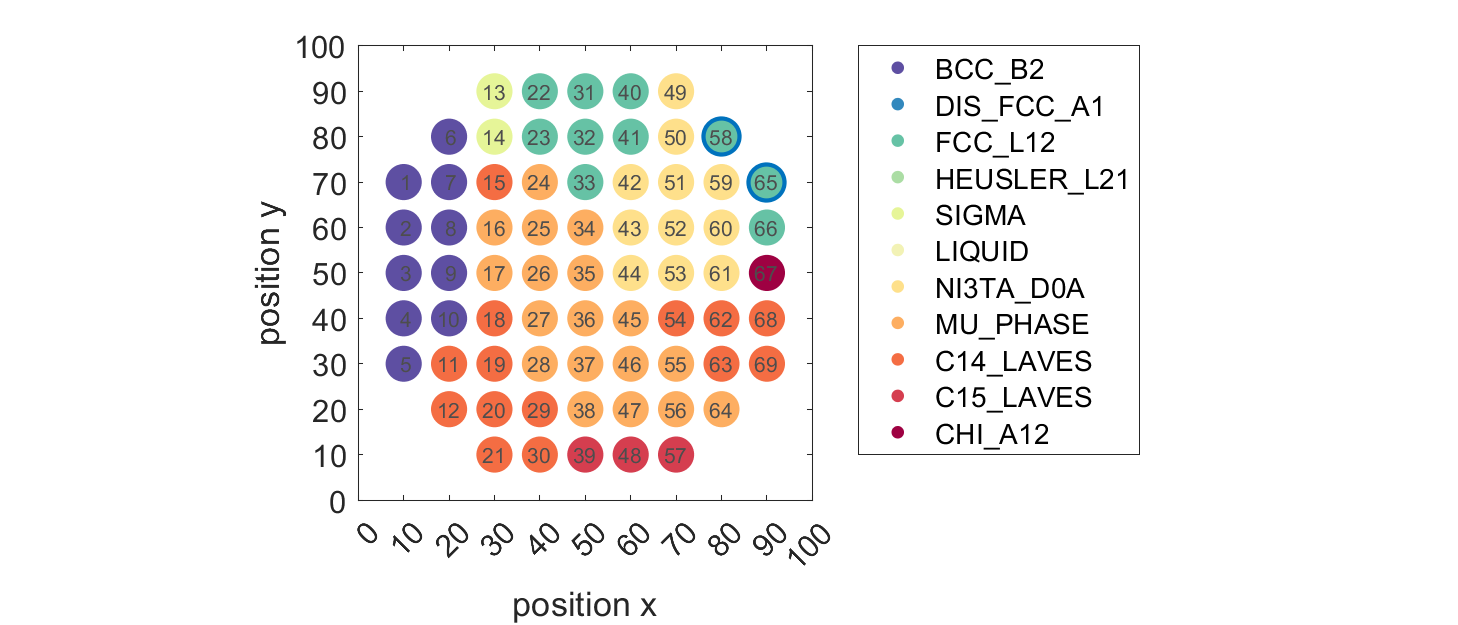 100
90
80
70
60
50
40
30
20
10
0
position y
13 22 31 40 49
6 14 23 32 41 50 58
1 7 15 24 33 42 51 59 65
2 8 16 25 34 43 52 60 66
3 9 17 26 35 44 53 61 67
4 10 18 27 36 45 54 62 68
5 11 19 28 37 46 55 63 69
12 20 29 38 47 56 64
21 30 39 48 57
0 10 20 30 40 50 60 70 80 90 100
position x
BCC_B2
DIS_FCC_A1
FCC_L12
HEUSLER_L21
SIGMA
LIQUID
NI3TA_D0A
MU_PHASE
C14_LAVES
C15_LAVES
CHI_A12